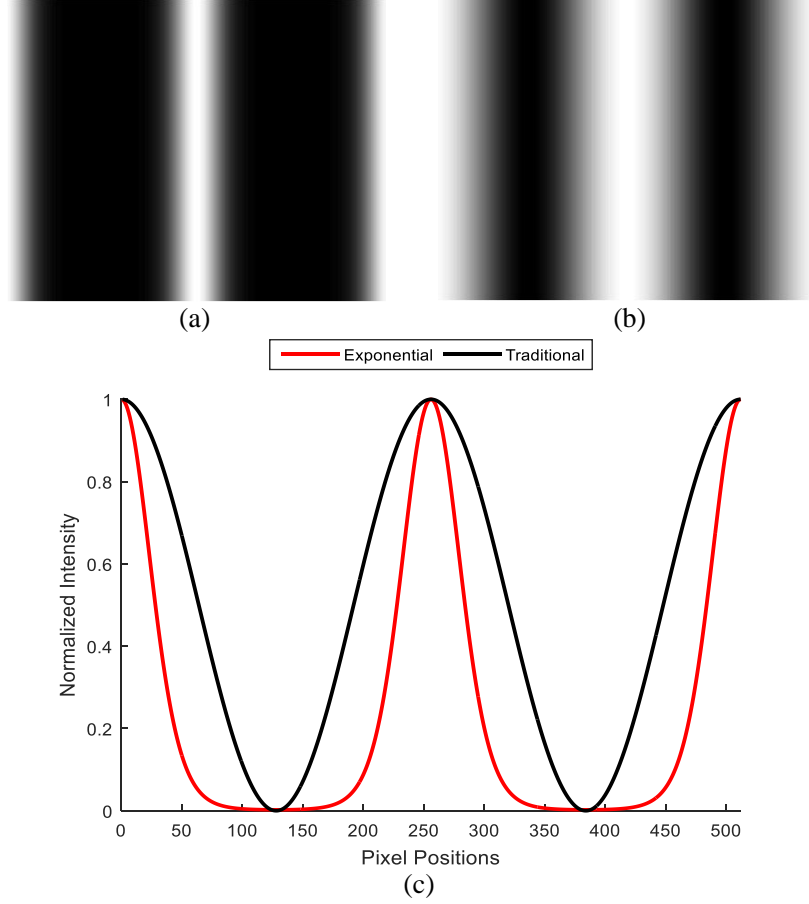 (a)
(b)
Exponential Traditional
1
0.8
0.6
0.4
0.2
0
Normalized Intensity
0 50 100 150 200 250 300 350 400 450 500
Pixel Positions
(c)